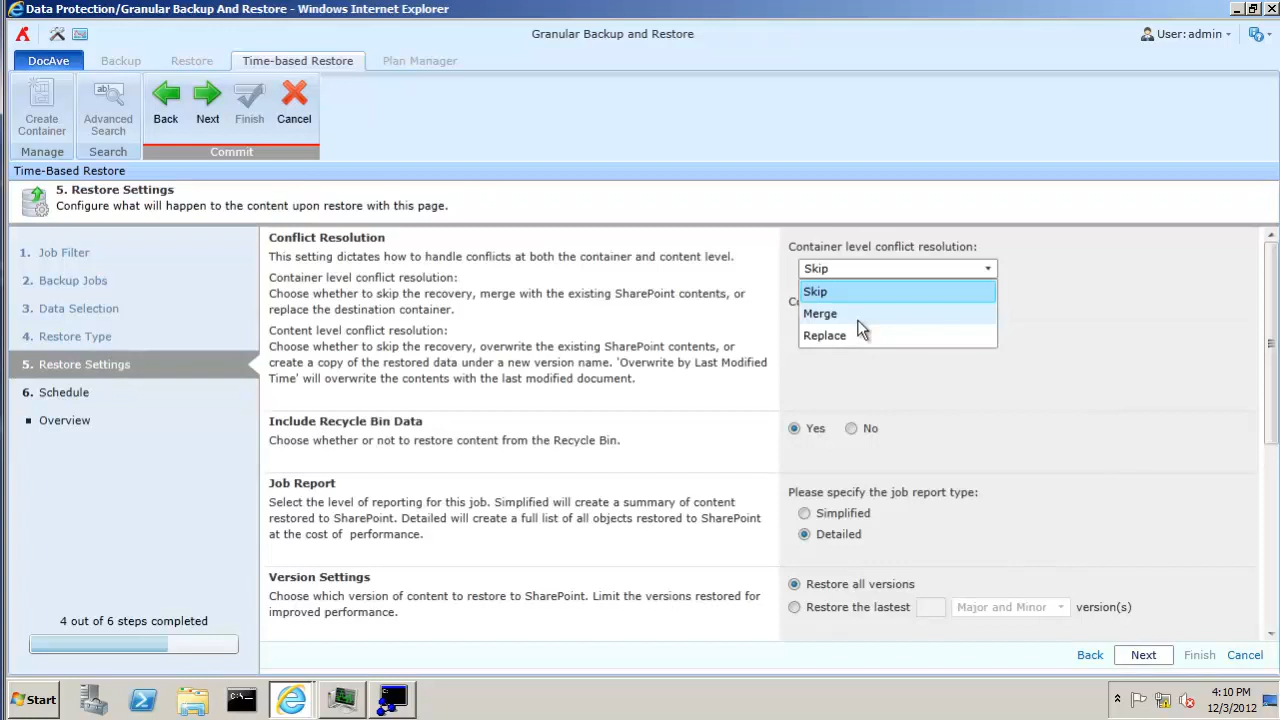 Data Protection/Granular Backup And Restore - Windows Internet Explorer
Granular Backup and Restore
User: admin
DocAve
Backup
Restore
Time-based Restore
Plan Manager
Create Container
Advanced Search
Back
Next
Finish
Cancel
Manage
Search
Commit
Time-Based Restore
5. Restore Settings
Configure what will happen to the content upon restore with this page.
1. Job Filter
2. Backup Jobs
3. Data Selection
4. Restore Type
5. Restore Settings
6. Schedule
Overview
4 out of 6 steps completed
Conflict Resolution
This setting dictates how to handle conflicts at both the container and content level.
Container level conflict resolution:
Choose whether to skip the recovery, merge with the existing SharePoint contents, or
replace the destination container.
Content level conflict resolution:
Choose whether to skip the recovery, overwrite the existing SharePoint contents, or
create a copy of the restored data under a new version name. 'Overwrite by Last Modified
Time' will overwrite the contents with the last modified document.
Container level conflict resolution:
Skip
Skip
Merge
Replace
Include Recycle Bin Data
Choose whether or not to restore content from the Recycle Bin.
Yes
No
Job Report
Select the level of reporting for this job. Simplified will create a summary of content
restored to SharePoint. Detailed will create a full list of all objects restored to SharePoint
at the cost of performance.
Please specify the job report type:
Simplified
Detailed
Version Settings
Choose which version of content to restore to SharePoint. Limit the versions restored for
improved performance.
Restore all versions
Restore the lastest
Major and Minor
version(s)
Back
Next
Finish
Cancel
Start
4:10 PM
12/3/2012